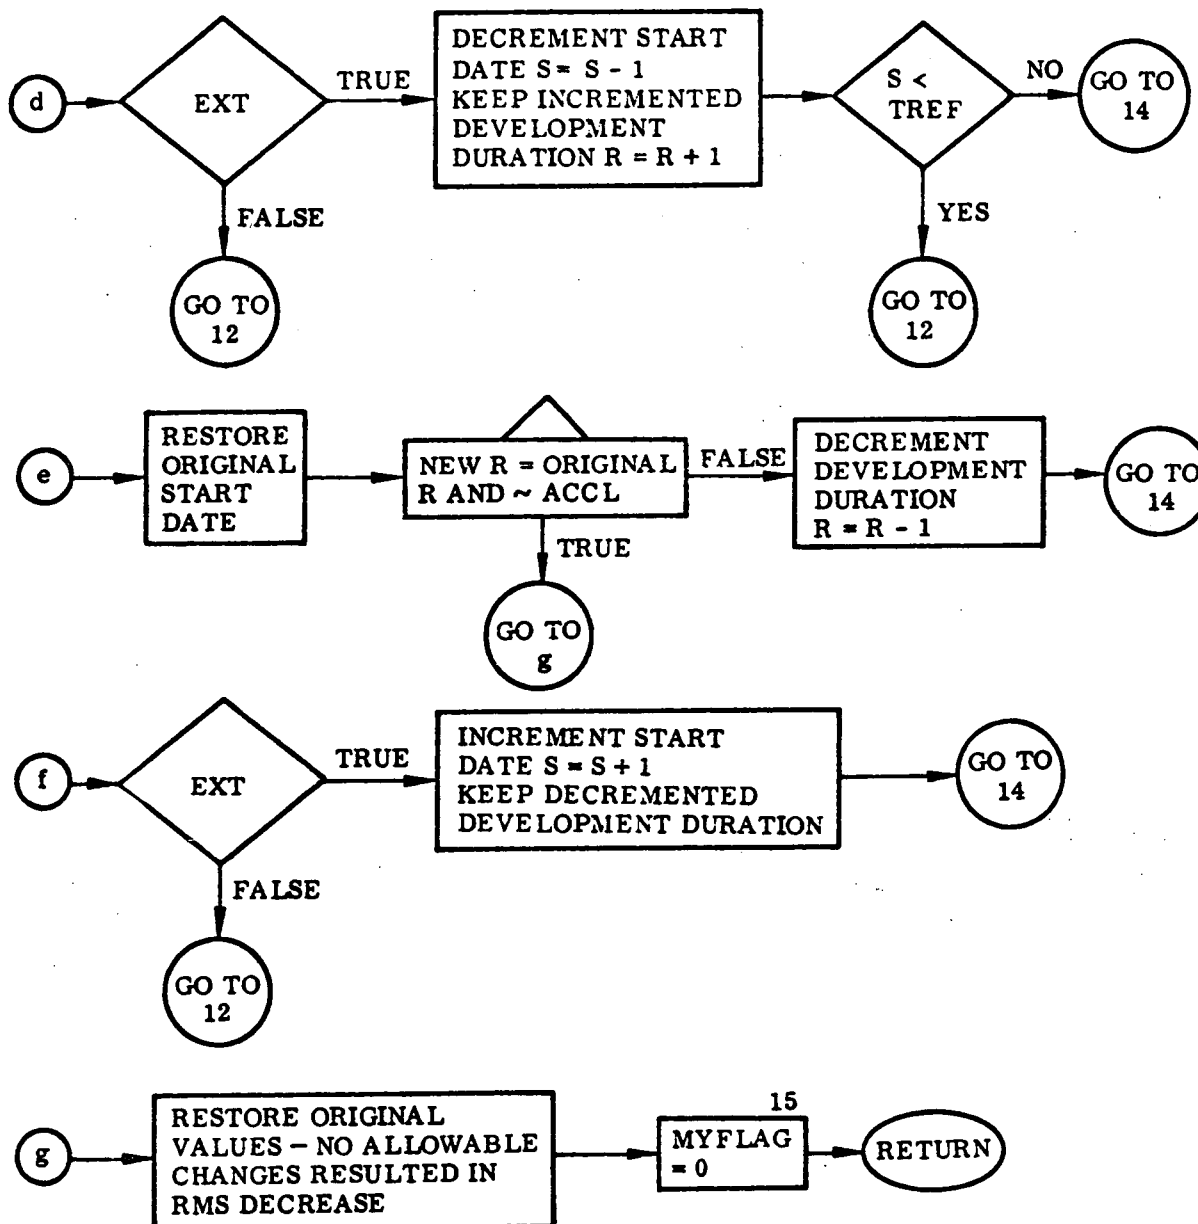 d
EXT
TRUE
DECREMENT START
DATE S = S - 1
KEEP INCREMENTED
DEVELOPMENT
DURATION R = R + 1
S <
TREF
NO
GO TO
14
FALSE
GO TO
12
YES
GO TO
12
e
RESTORE
ORIGINAL
START
DATE
NEW R = ORIGINAL
R AND ~ ACCL
FALSE
DECREMENT
DEVELOPMENT
DURATION
R = R - 1
GO TO
14
TRUE
GO TO
g
f
EXT
TRUE
INCREMENT START
DATE S = S + 1
KEEP DECREMENTED
DEVELOPMENT DURATION
GO TO
14
FALSE
GO TO
12
g
RESTORE ORIGINAL
VALUES – NO ALLOWABLE
CHANGES RESULTED IN
RMS DECREASE
15
MYFLAG
= 0
RETURN